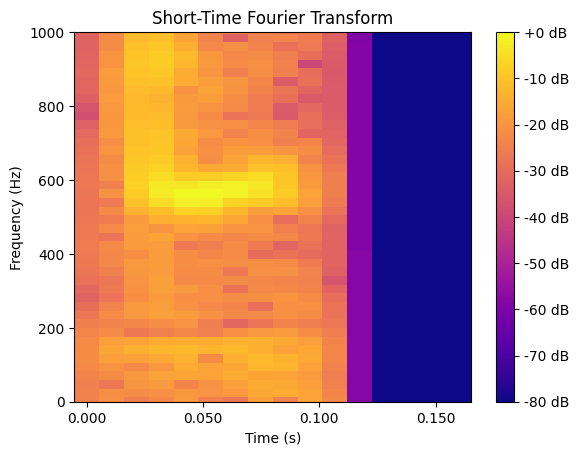 Short-Time Fourier Transform
Frequency (Hz)
1000
800
600
400
200
0
0.000
0.050
0.100
0.150
Time (s)
+0 dB
-10 dB
-20 dB
-30 dB
-40 dB
-50 dB
-60 dB
-70 dB
-80 dB